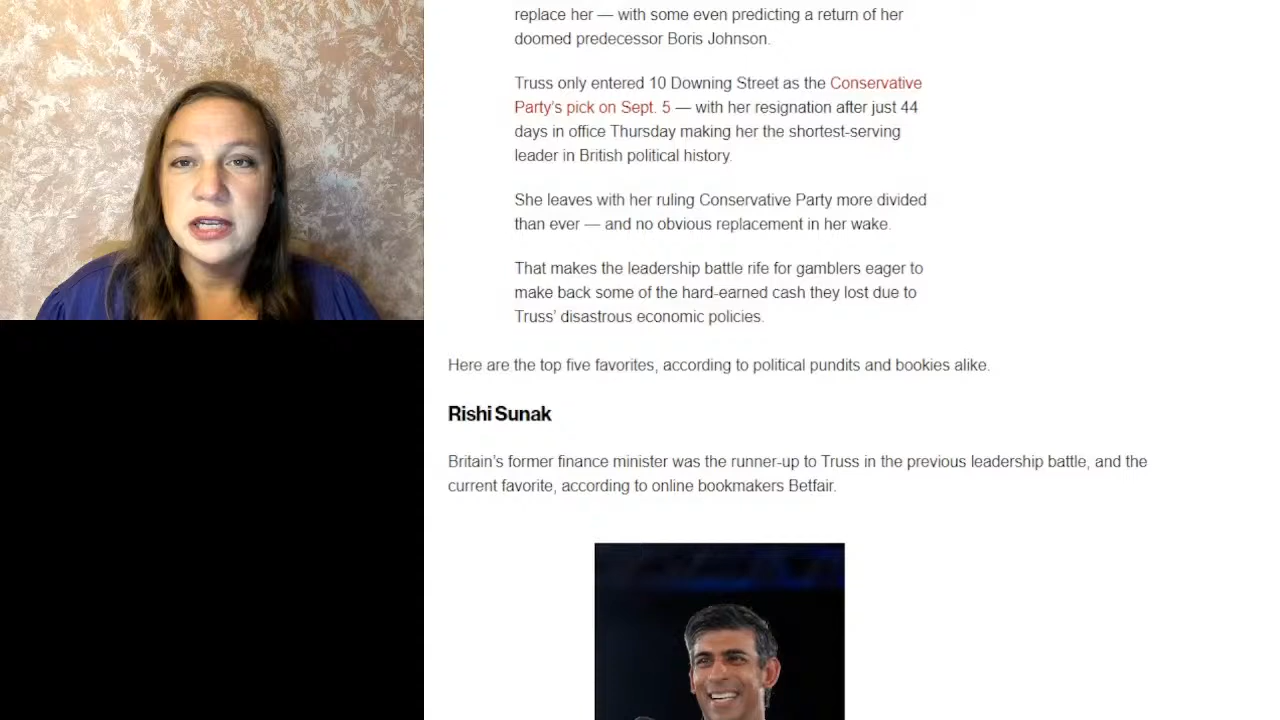 replace her — with some even predicting a return of her
doomed predecessor Boris Johnson.
Truss only entered 10 Downing Street as the Conservative
Party's pick on Sept. 5 — with her resignation after just 44
days in office Thursday making her the shortest-serving
leader in British political history.
She leaves with her ruling Conservative Party more divided
than ever — and no obvious replacement in her wake.
That makes the leadership battle rife for gamblers eager to
make back some of the hard-earned cash they lost due to
Truss' disastrous economic policies.
Here are the top five favorites, according to political pundits and bookies alike.
Rishi Sunak
Britain's former finance minister was the runner-up to Truss in the previous leadership battle, and the
current favorite, according to online bookmakers Betfair.